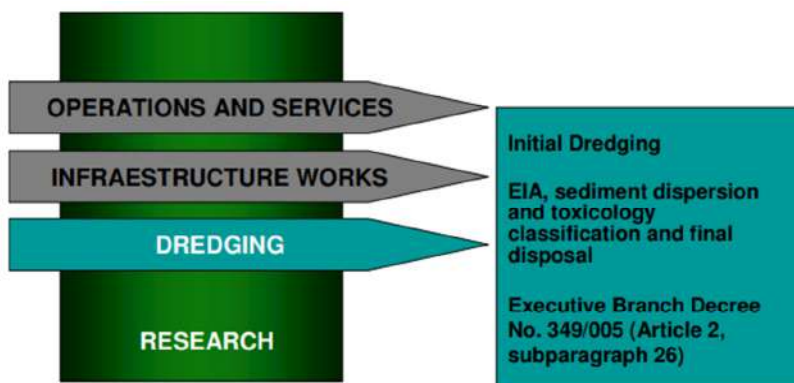 OPERATIONS AND SERVICES
INFRAESTRUCTURE WORKS
DREDGING
RESEARCH
Initial Dredging
EIA, sediment dispersion
and toxicology
classification and final
disposal
Executive Branch Decree
No. 349/005 (Article 2,
subparagraph 26)